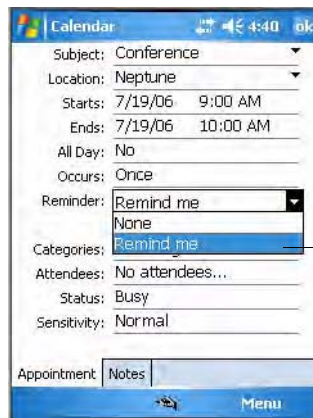 Calendar 4:40 ok
Subject: Conference
Location: Neptune
Starts: 7/19/06 9:00 AM
Ends: 7/19/06 10:00 AM
All Day: No
Occurs: Once
Reminder: Remind me
None
Remind me
Categories:
Attendees: No attendees...
Status: Busy
Sensitivity: Normal
Appointment Notes
Menu